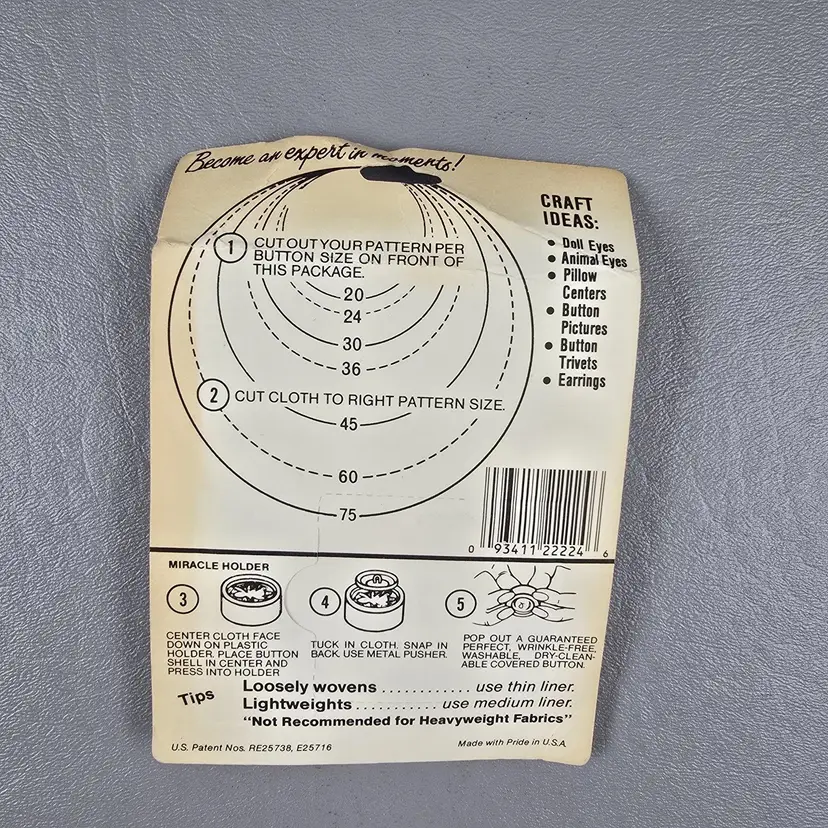 Become an expert in moments!
1 CUT OUT YOUR PATTERN PER
BUTTON SIZE ON FRONT OF
THIS PACKAGE.
20
24
30
36
2 CUT CLOTH TO RIGHT PATTERN SIZE.
45
60
75
CRAFT
IDEAS:
• Doll Eyes
• Animal Eyes
• Pillow
Centers
• Button
Pictures
• Button
Trivets
• Earrings
0 93411 22224 6
MIRACLE HOLDER
3
CENTER CLOTH FACE
DOWN ON PLASTIC
HOLDER. PLACE BUTTON
SHELL IN CENTER AND
PRESS INTO HOLDER
4
TUCK IN CLOTH. SNAP IN
BACK. USE METAL PUSHER.
5
POP OUT A GUARANTEED
PERFECT, WRINKLE-FREE,
WASHABLE, DRY-CLEAN-
ABLE COVERED BUTTON.
Tips
Loosely wovens ............ use thin liner.
Lightweights ........... use medium liner.
"Not Recommended for Heavyweight Fabrics"
U.S. Patent Nos. RE25738, E25716
Made with Pride in U.S.A.